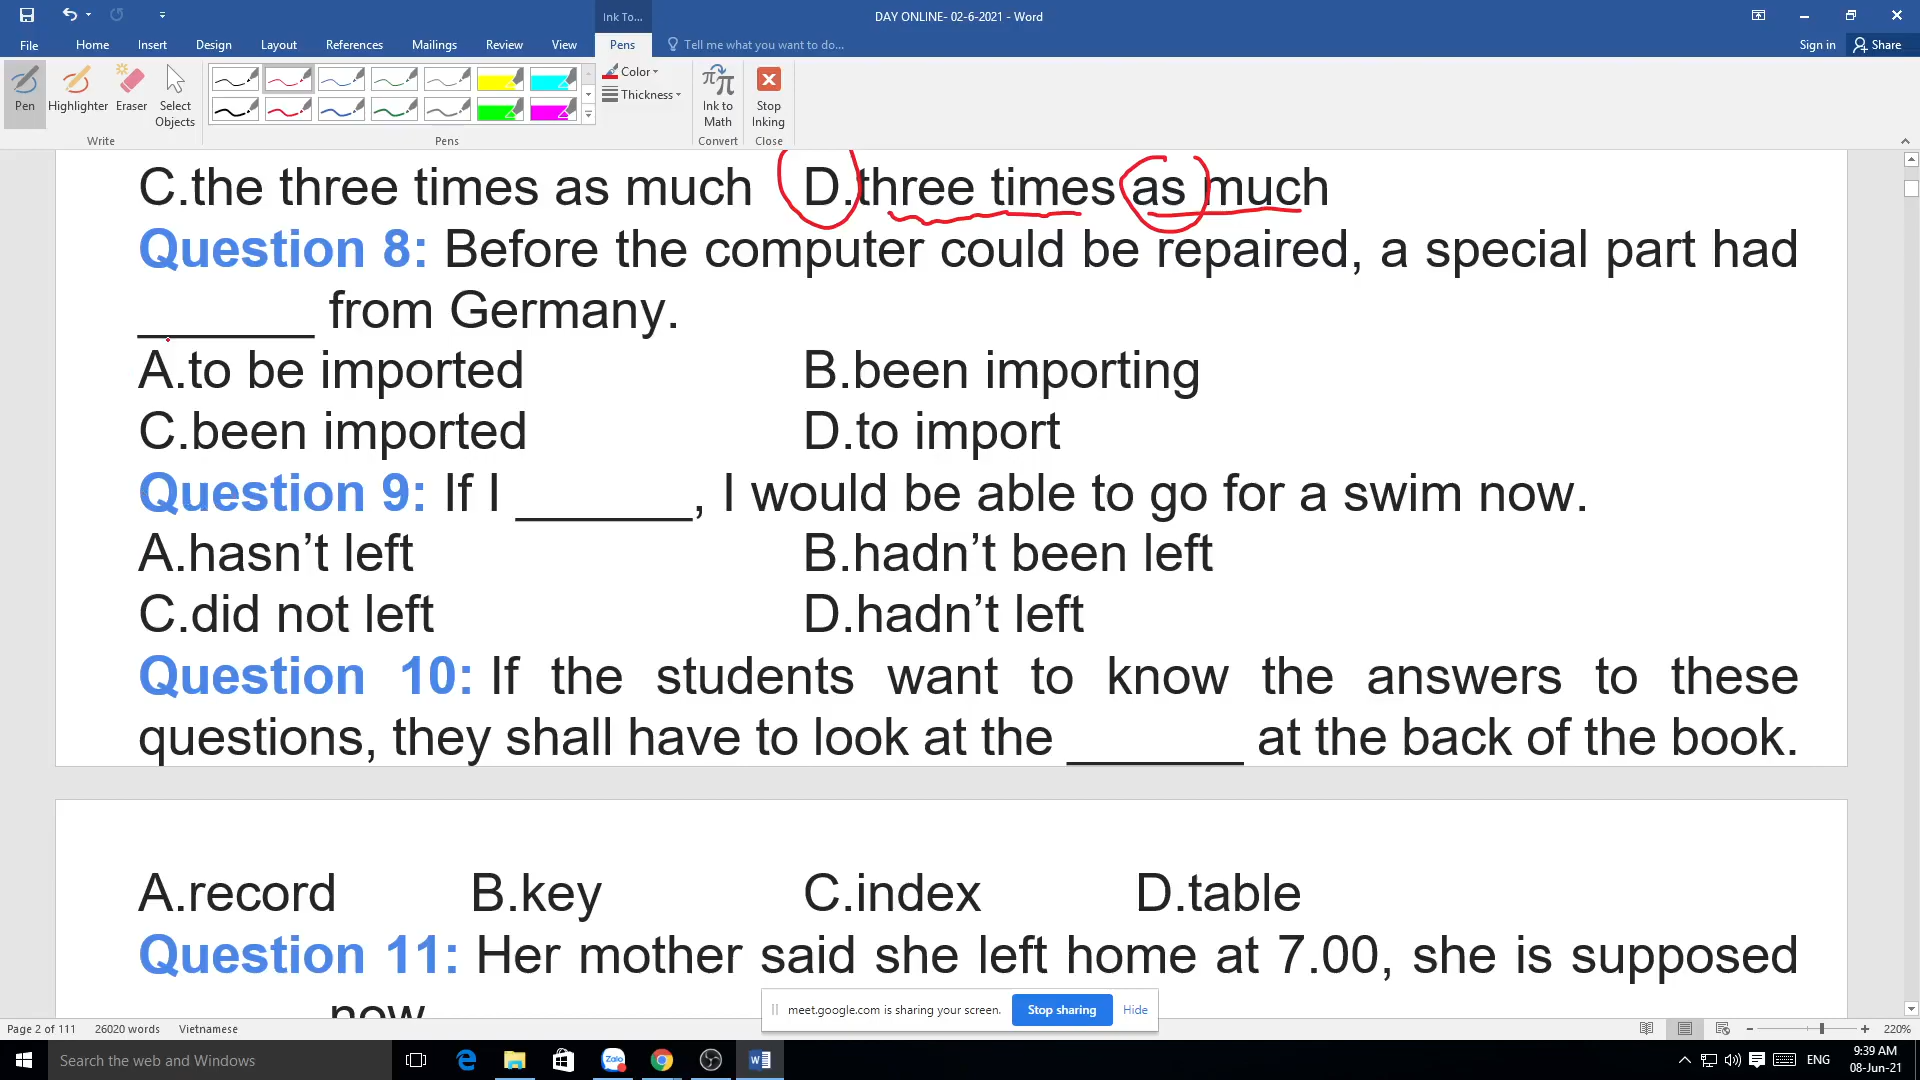 Ink To...
DAY ONLINE- 02-6-2021 - Word
File
Home
Insert
Design
Layout
References
Mailings
Review
View
Pens
Tell me what you want to do...
Sign in
Share
Pen
Highlighter
Eraser
Select Objects
Color
Thickness
Ink to Math
Stop Inking
Write
Pens
Convert
Close
C.the three times as much D.three times as much
Question 8: Before the computer could be repaired, a special part had
_______ from Germany.
A.to be imported B.been importing
C.been imported D.to import
Question 9: If I _______, I would be able to go for a swim now.
A.hasn’t left B.hadn’t been left
C.did not left D.hadn’t left
Question 10: If the students want to know the answers to these
questions, they shall have to look at the _______ at the back of the book.
A.record B.key C.index D.table
Question 11: Her mother said she left home at 7.00, she is supposed
now
meet.google.com is sharing your screen. Stop sharing Hide
Page 2 of 111 26020 words Vietnamese
220%
Search the web and Windows
Zalo
ENG
9:39 AM
08-Jun-21